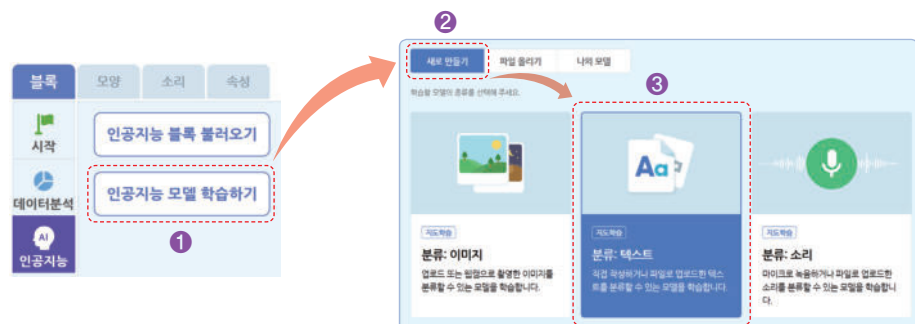 블록
모양
소리
속성
시작
데이터분석
AI
인공지능
인공지능 블록 불러오기
인공지능 모델 학습하기
❶
❷
새로 만들기
파일 올리기
나의 모델
학습할 모델의 종류를 선택해 주세요.
❸
지도학습
분류: 이미지
업로드 또는 웹캠으로 촬영한 이미지를
분류할 수 있는 모델을 학습합니다.
Aa
가
지도학습
분류: 텍스트
직접 작성하거나 파일로 업로드한 텍스
트를 분류할 수 있는 모델을 학습합니다.
지도학습
분류: 소리
마이크로 녹음하거나 파일로 업로드한
소리를 분류할 수 있는 모델을 학습합니
다.